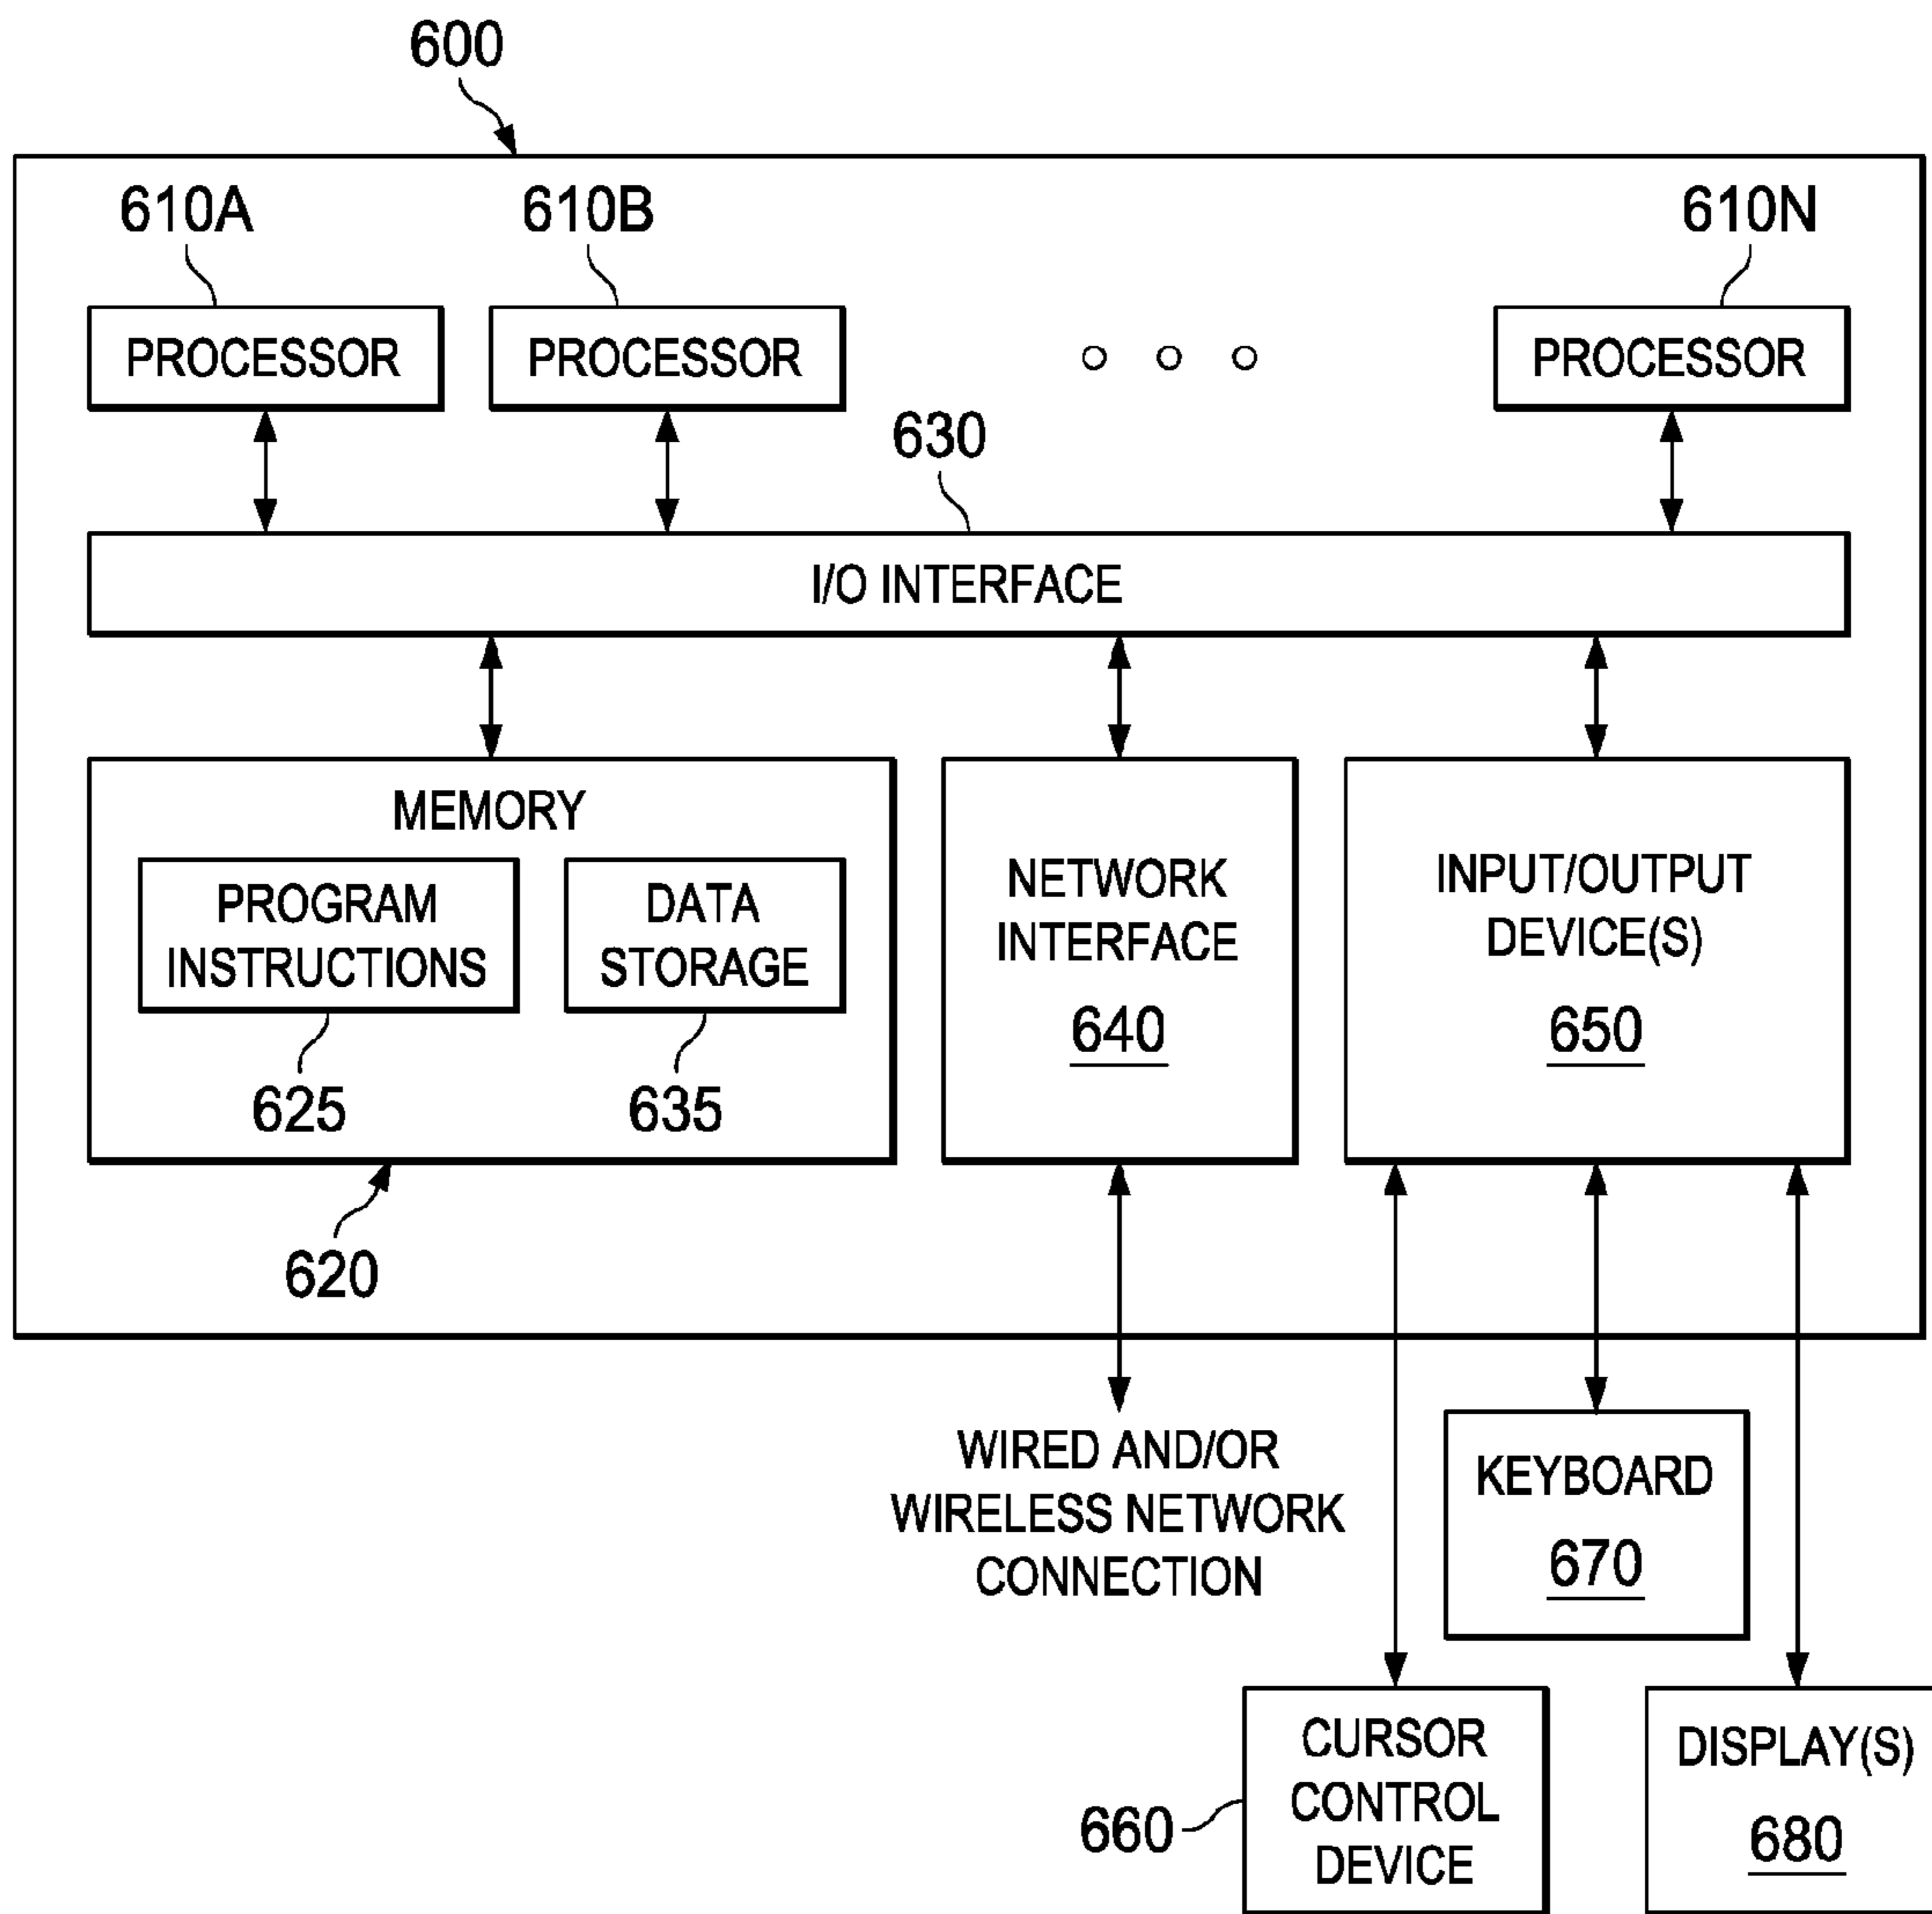 600
610A
610B
610N
PROCESSOR
PROCESSOR
PROCESSOR
630
I/O INTERFACE
MEMORY
PROGRAM
INSTRUCTIONS
625
DATA
STORAGE
635
620
NETWORK
INTERFACE
640
INPUT/OUTPUT
DEVICE(S)
650
WIRED AND/OR
WIRELESS NETWORK
CONNECTION
KEYBOARD
670
660
CURSOR
CONTROL
DEVICE
DISPLAY(S)
680